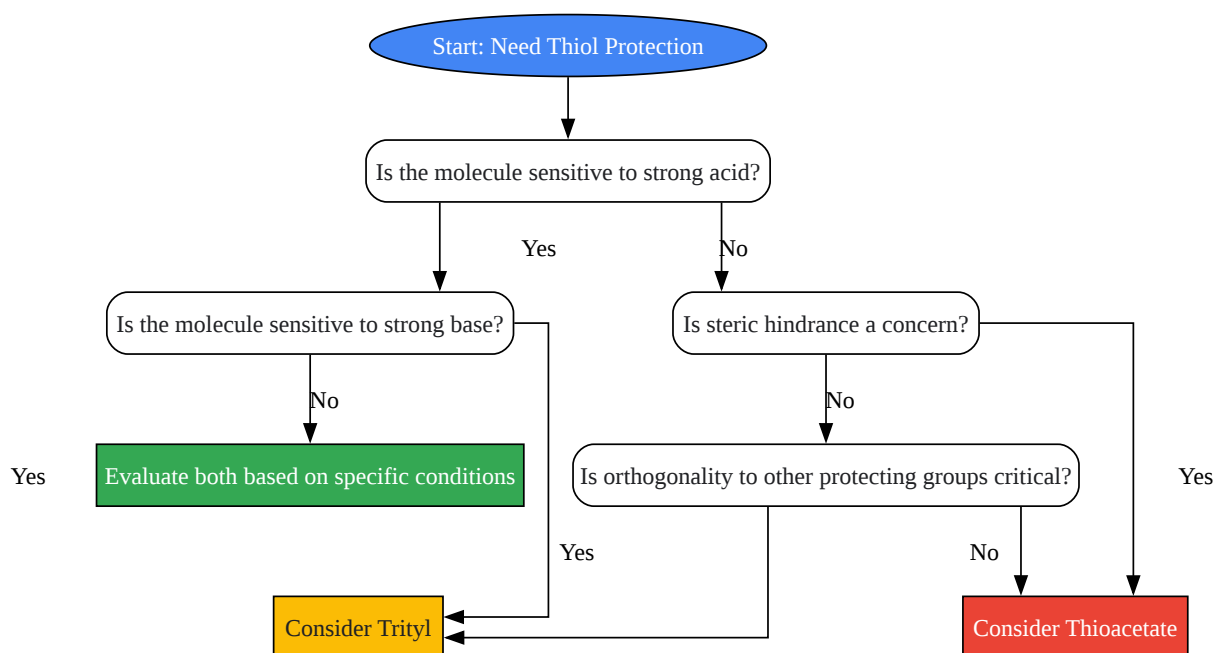 Start: Need Thiol Protection
Is the molecule sensitive to strong acid?
Yes
No
Is the molecule sensitive to strong base?
Is steric hindrance a concern?
No
No
Yes
Evaluate both based on specific conditions
Is orthogonality to other protecting groups critical?
Yes
Yes
No
Consider Trityl
Consider Thioacetate